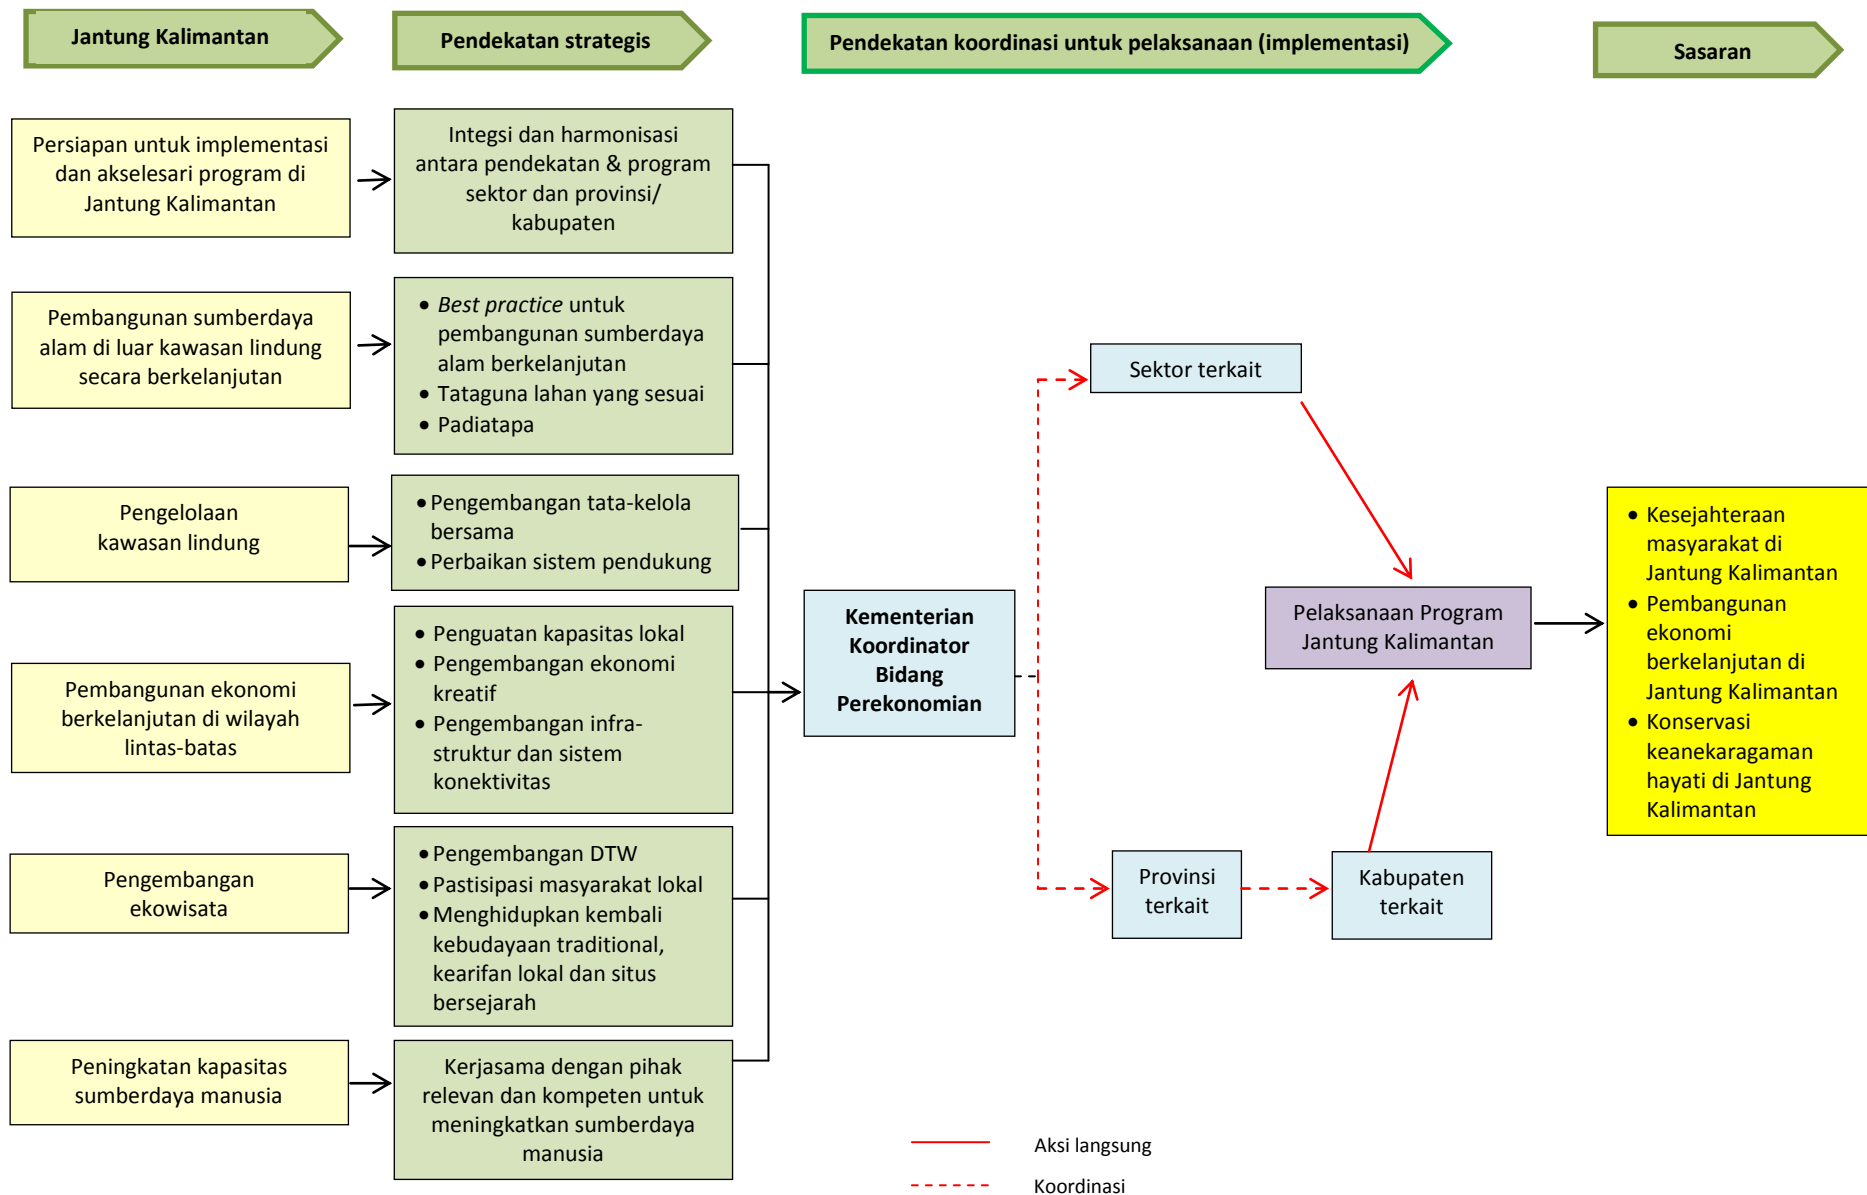 Jantung Kalimantan
Pendekatan strategis
Pendekatan koordinasi untuk pelaksanaan (implementasi)
Sasaran
Persiapan untuk implementasi
dan akselesari program di
Jantung Kalimantan
Integsi dan harmonisasi
antara pendekatan & program
sektor dan provinsi/
kabupaten
Pembangunan sumberdaya
alam di luar kawasan lindung
secara berkelanjutan
• Best practice untuk
pembangunan sumberdaya
alam berkelanjutan
• Tataguna lahan yang sesuai
• Padiatapa
Pengelolaan
kawasan lindung
• Pengembangan tata-kelola
bersama
• Perbaikan sistem pendukung
Pembangunan ekonomi
berkelanjutan di wilayah
lintas-batas
• Penguatan kapasitas lokal
• Pengembangan ekonomi
kreatif
• Pengembangan infra-
struktur dan sistem
konektivitas
Pengembangan
ekowisata
• Pengembangan DTW
• Pastisipasi masyarakat lokal
• Menghidupkan kembali
kebudayaan traditional,
kearifan lokal dan situs
bersejarah
Peningkatan kapasitas
sumberdaya manusia
Kerjasama dengan pihak
relevan dan kompeten untuk
meningkatkan sumberdaya
manusia
Kementerian
Koordinator
Bidang
Perekonomian
Sektor terkait
Provinsi
terkait
Kabupaten
terkait
Pelaksanaan Program
Jantung Kalimantan
• Kesejahteraan
masyarakat di
Jantung Kalimantan
• Pembangunan
ekonomi
berkelanjutan di
Jantung Kalimantan
• Konservasi
keanekaragaman
hayati di Jantung
Kalimantan
Aksi langsung
Koordinasi